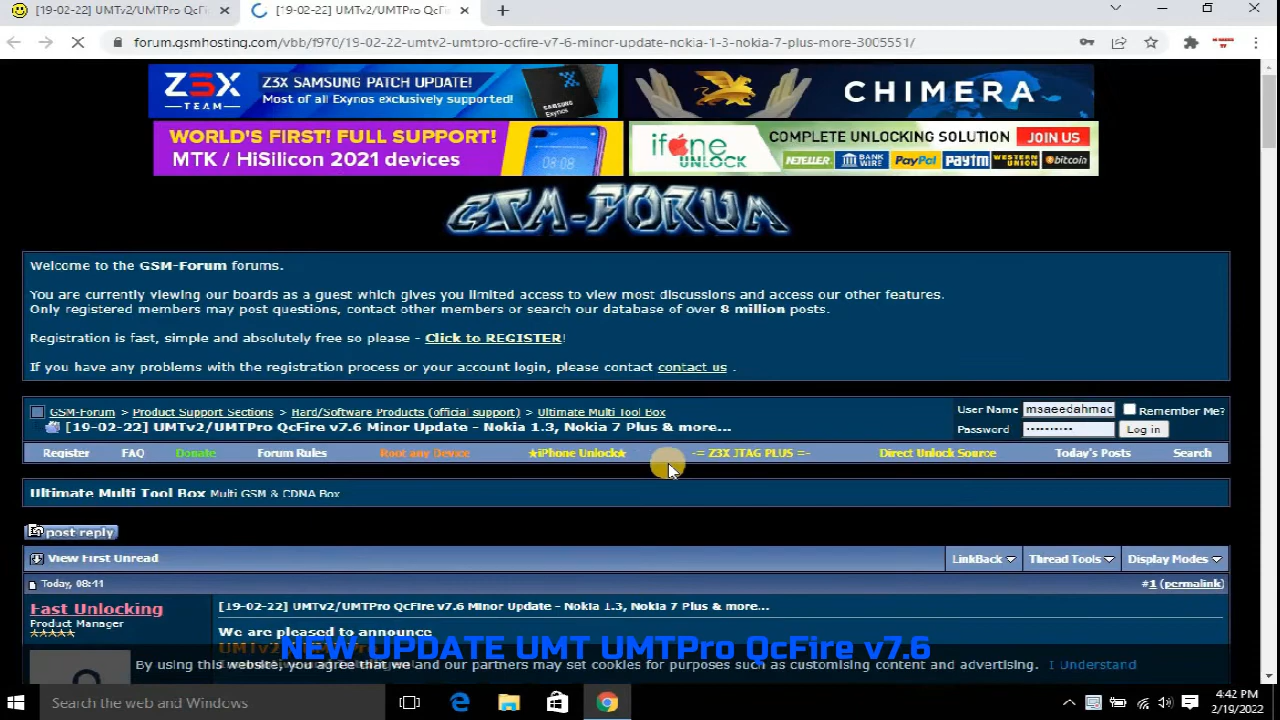 [19-02-22] UMTv2/UMTPro QcFi
[19-02-22] UMTv2/UMTPro QcFi
forum.gsmhosting.com/vbb/f970/19-02-22-umtv2-umtpro-qcfire-v7-6-minor-update-nokia-1-3-nokia-7-plus-more-3005551/
Z3X TEAM
Z3X SAMSUNG PATCH UPDATE!
Most of all Exynos exclusively supported!
SAMSUNG Exynos
CHIMERA
WORLD'S FIRST! FULL SUPPORT!
MTK / HiSilicon 2021 devices
08:08
ifone UNLOCK
COMPLETE UNLOCKING SOLUTION JOIN US
NETELLER BANK WIRE PayPal Paytm WESTERN UNION bitcoin
GSM-FORUM
Welcome to the GSM-Forum forums.
You are currently viewing our boards as a guest which gives you limited access to view most discussions and access our other features.
Only registered members may post questions, contact other members or search our database of over 8 million posts.
Registration is fast, simple and absolutely free so please - Click to REGISTER!
If you have any problems with the registration process or your account login, please contact contact us .
GSM-Forum > Product Support Sections > Hard/Software Products (official support) > Ultimate Multi Tool Box
[19-02-22] UMTv2/UMTPro QcFire v7.6 Minor Update - Nokia 1.3, Nokia 7 Plus & more...
User Name msaeedahmac Remember Me?
Password Log in
Register FAQ Donate Forum Rules Root any Device ★iPhone Unlock★ -= Z3X JTAG PLUS =- Direct Unlock Source Today's Posts Search
Ultimate Multi Tool Box Multi GSM & CDNA Box
post-reply
View First Unread LinkBack Thread Tools Display Modes
Today, 08:41 #1 (permalink)
Fast Unlocking
Product Manager
[19-02-22] UMTv2/UMTPro QcFire v7.6 Minor Update - Nokia 1.3, Nokia 7 Plus & more...
We are pleased to announce
NEW UPDATE UMT UMTPro QcFire v7.6
By using this website, you agree that we and our partners may set cookies for purposes such as customising content and advertising. I Understand
Search the web and Windows
4:42 PM
2/19/2022